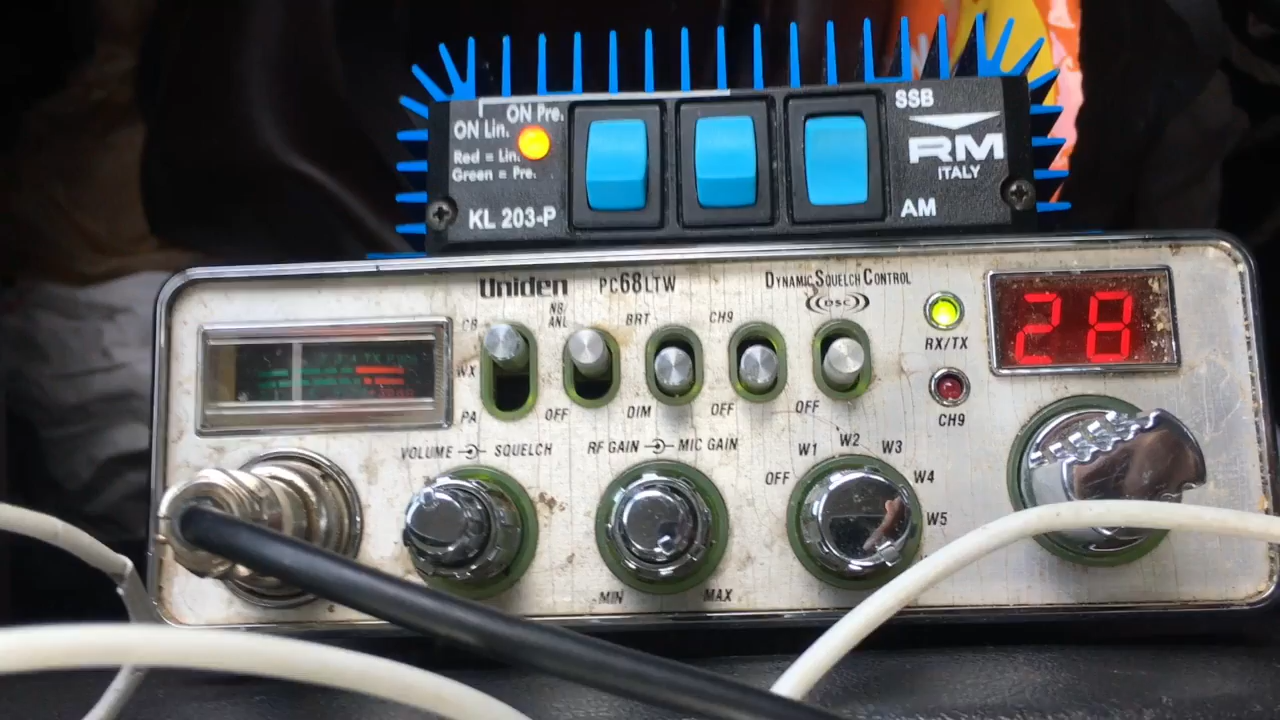 ON Pre.
ON Lin.
Red = Lin.
Green = Pre.
KL 203-P
SSB
RM
ITALY
AM
Uniden PC68LTW DYNAMIC SQUELCH CONTROL
DSC
CB NB/ANL BRT CH9
WX
PA OFF DIM OFF OFF
RX/TX
CH9
28
VOLUME SQUELCH RF GAIN MIC GAIN
OFF W1 W2 W3 W4 W5
MIN MAX